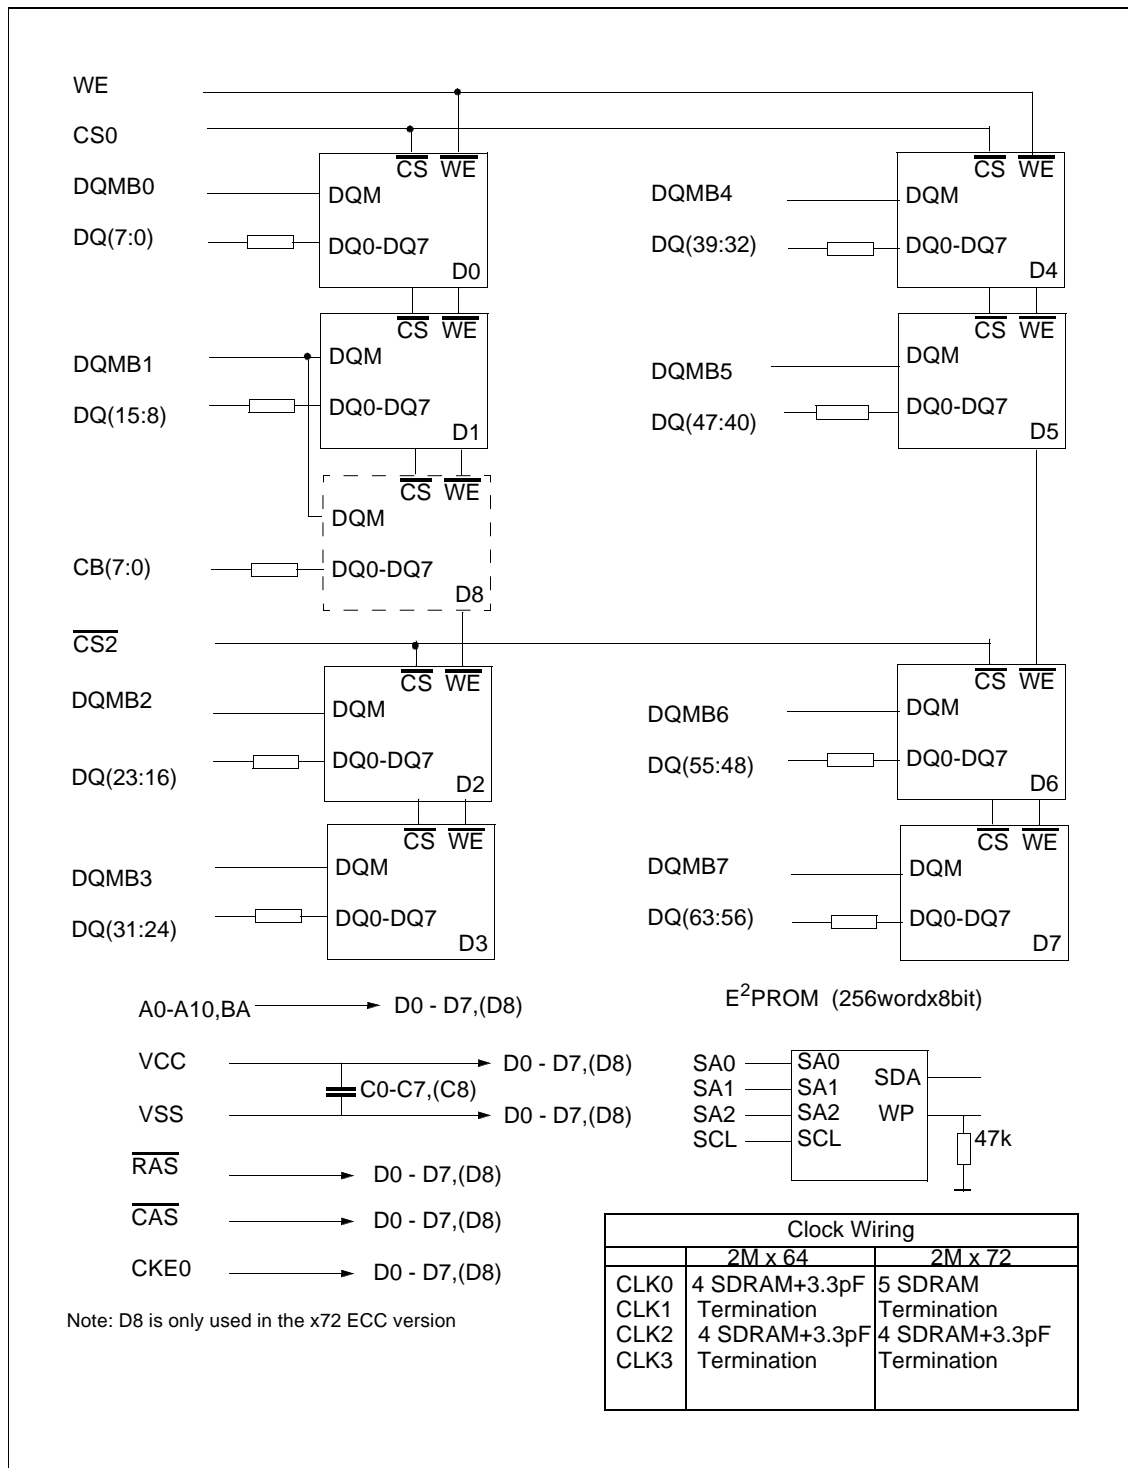 WE
CS0
CS WE
DQMB0
DQM
DQ(7:0)
DQ0-DQ7
D0
CS WE
DQMB1
DQM
DQ(15:8)
DQ0-DQ7
D1
CS WE
DQM
CB(7:0)
DQ0-DQ7
D8
CS2
CS WE
DQMB2
DQM
DQ(23:16)
DQ0-DQ7
D2
CS WE
DQMB3
DQM
DQ(31:24)
DQ0-DQ7
D3
CS WE
DQMB4
DQM
DQ(39:32)
DQ0-DQ7
D4
CS WE
DQMB5
DQM
DQ(47:40)
DQ0-DQ7
D5
CS WE
DQMB6
DQM
DQ(55:48)
DQ0-DQ7
D6
CS WE
DQMB7
DQM
DQ(63:56)
DQ0-DQ7
D7
A0-A10,BA D0 - D7,(D8)
VCC D0 - D7,(D8)
C0-C7,(C8)
VSS D0 - D7,(D8)
RAS D0 - D7,(D8)
CAS D0 - D7,(D8)
CKE0 D0 - D7,(D8)
Note: D8 is only used in the x72 ECC version
E²PROM (256wordx8bit)
SA0 SA0
SDA
SA1 SA1
SA2 SA2 WP
SCL SCL
47k
Clock Wiring
2M x 64 2M x 72
CLK0 4 SDRAM+3.3pF 5 SDRAM
CLK1 Termination Termination
CLK2 4 SDRAM+3.3pF 4 SDRAM+3.3pF
CLK3 Termination Termination